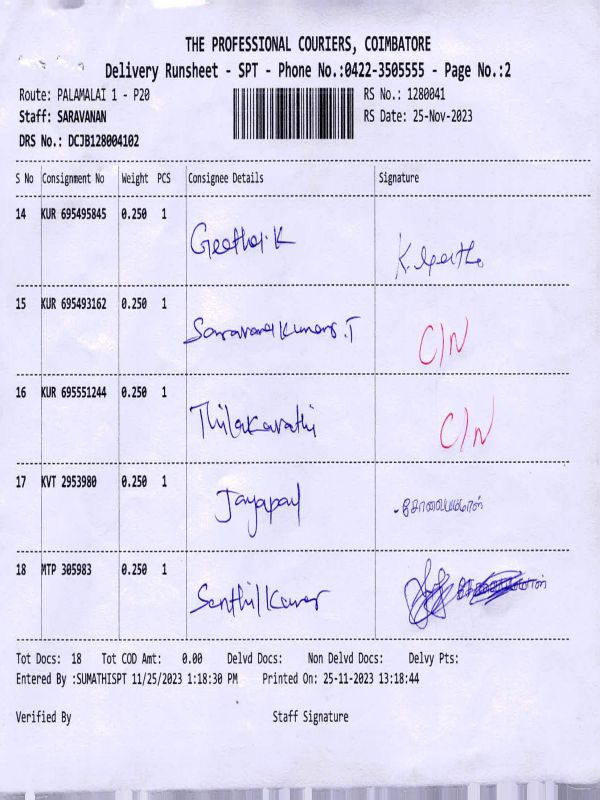 THE PROFESSIONAL COURIERS, COIMBATORE
Delivery Runsheet - SPT - Phone No.:0422-3505555 - Page No.:2
Route: PALAMALAI 1 - P20 RS No.: 1280041
Staff: SARAVANAN RS Date: 25-Nov-2023
DRS No.: DCJB128004102
S No Consignment No Weight PCS Consignee Details Signature
14 KUR 695495845 0.250 1 Geetha.K K. Geetha
15 KUR 695493162 0.250 1 Saravana Kumar.T C/N
16 KUR 695551244 0.250 1 Thilakavathi C/N
17 KVT 2953980 0.250 1 Jayapal
18 MTP 305983 0.250 1 Senthil Kumar
Tot Docs: 18 Tot COD Amt: 0.00 Delvd Docs: Non Delvd Docs: Delvy Pts:
Entered By :SUMATHISPT 11/25/2023 1:18:30 PM Printed On: 25-11-2023 13:18:44
Verified By Staff Signature